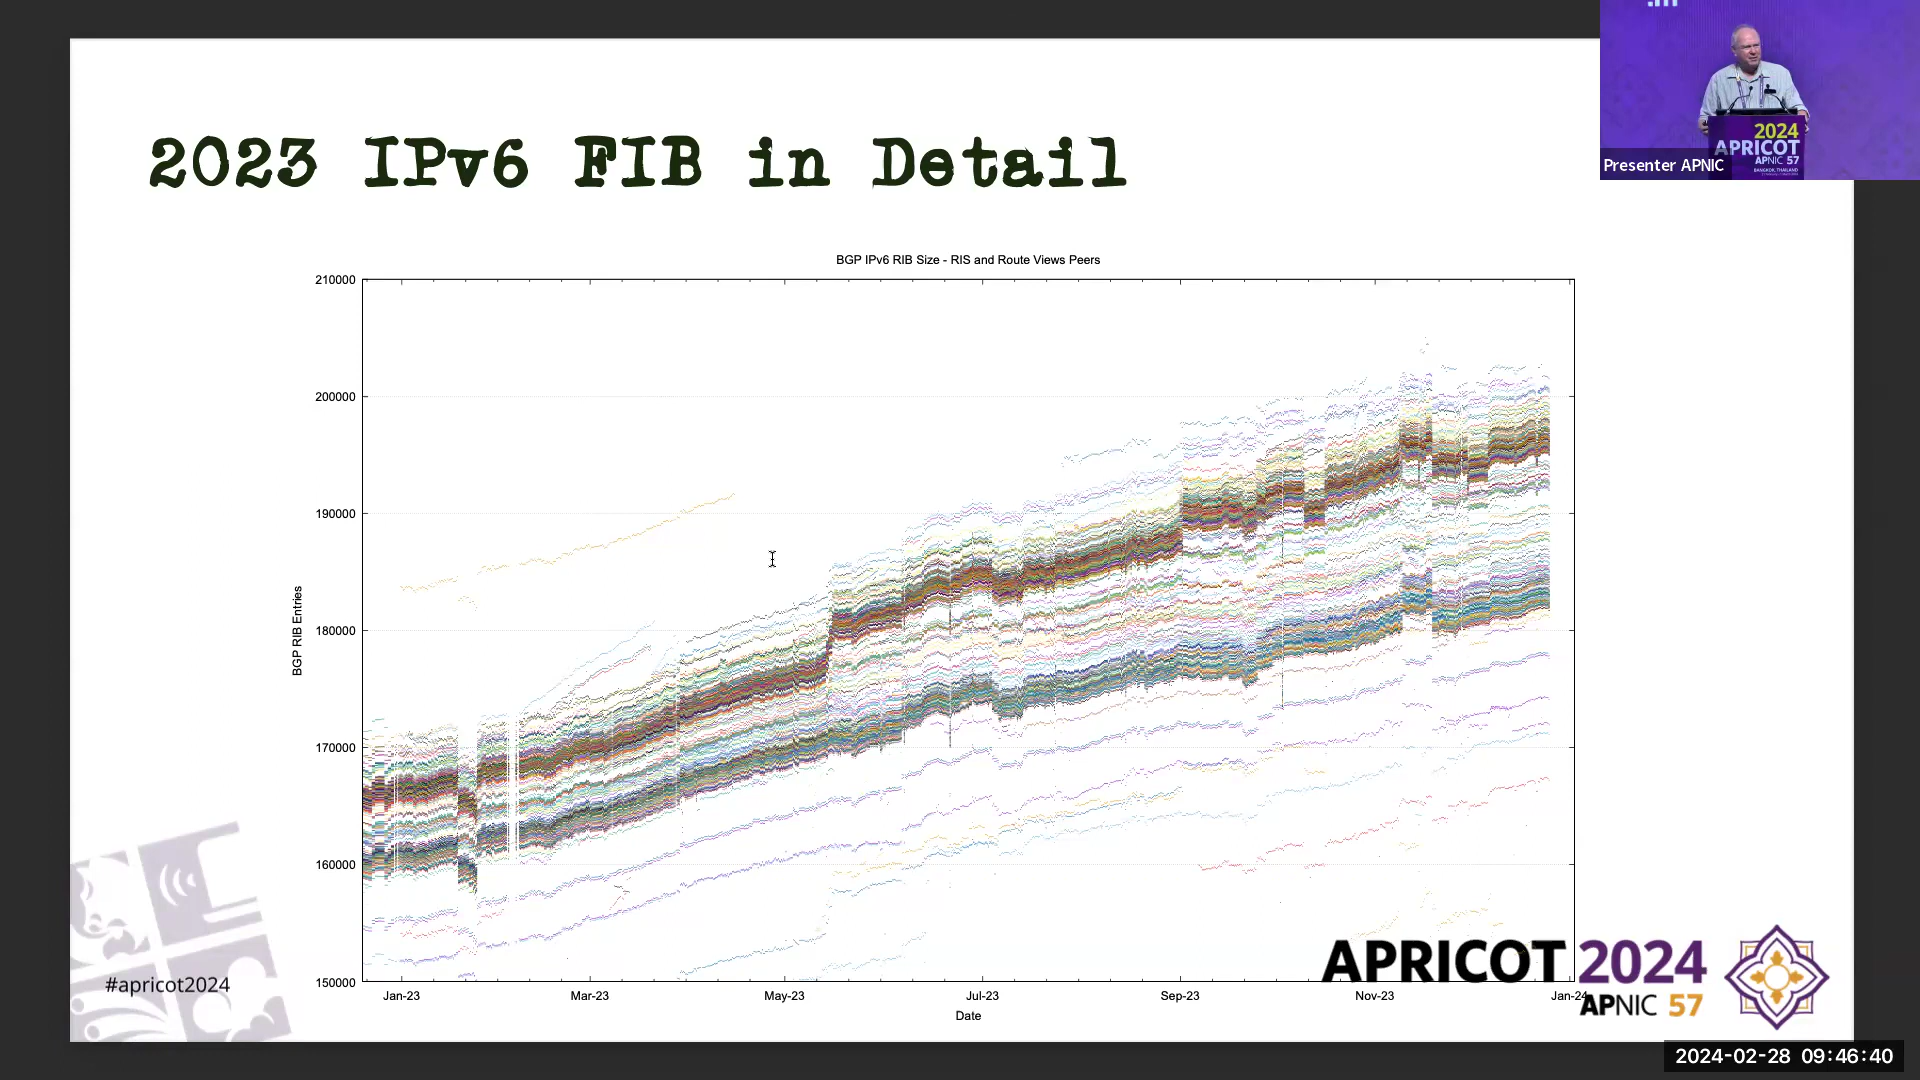 2023 IPv6 FIB in Detail
BGP IPv6 RIB Size - RIS and Route Views Peers
210000
200000
190000
180000
170000
160000
150000
BGP RIB Entries
Jan-23
Mar-23
May-23
Jul-23
Sep-23
Nov-23
Jan-24
Date
#apricot2024
APRICOT 2024
APNIC 57
2024
APRICOT
APNIC 57
BANGKOK, THAILAND
Presenter APNIC
2024-02-28 09:46:40